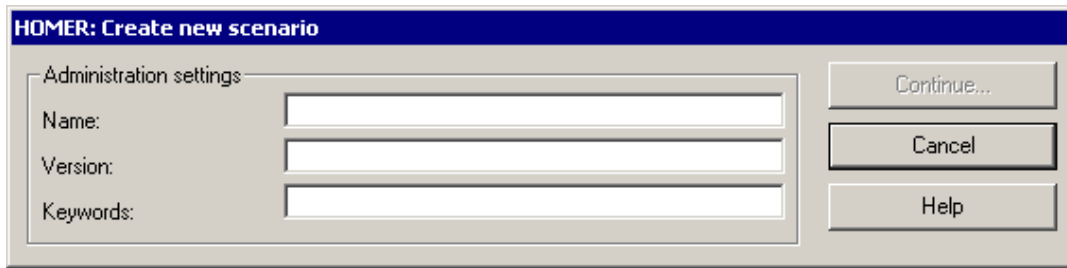 HOMER: Create new scenario
Administration settings
Name:
Version:
Keywords:
Continue...
Cancel
Help